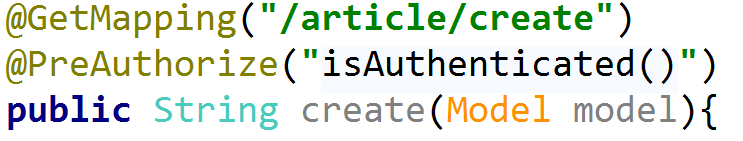 @GetMapping("/article/create")
@PreAuthorize("isAuthenticated()")
public String create(Model model){